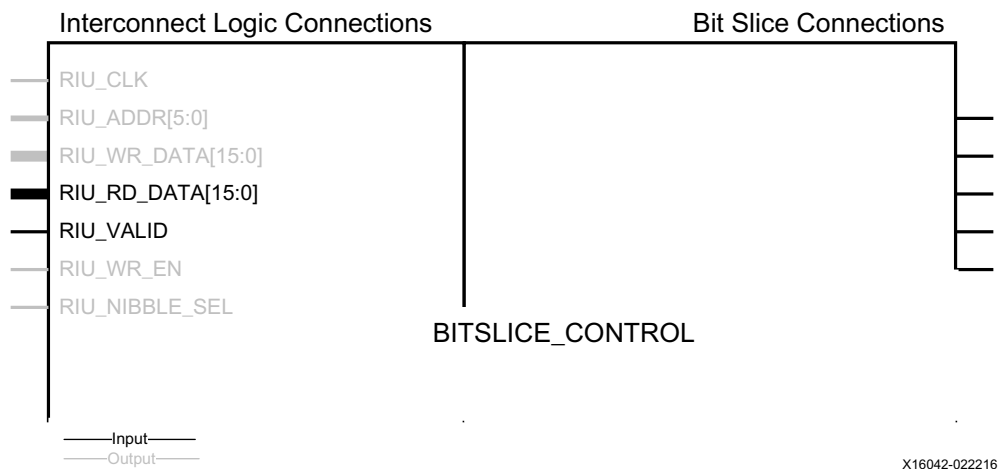 Interconnect Logic Connections
Bit Slice Connections
RIU_CLK
RIU_ADDR[5:0]
RIU_WR_DATA[15:0]
RIU_RD_DATA[15:0]
RIU_VALID
RIU_WR_EN
RIU_NIBBLE_SEL
BITSLICE_CONTROL
Input
Output
X16042-022216